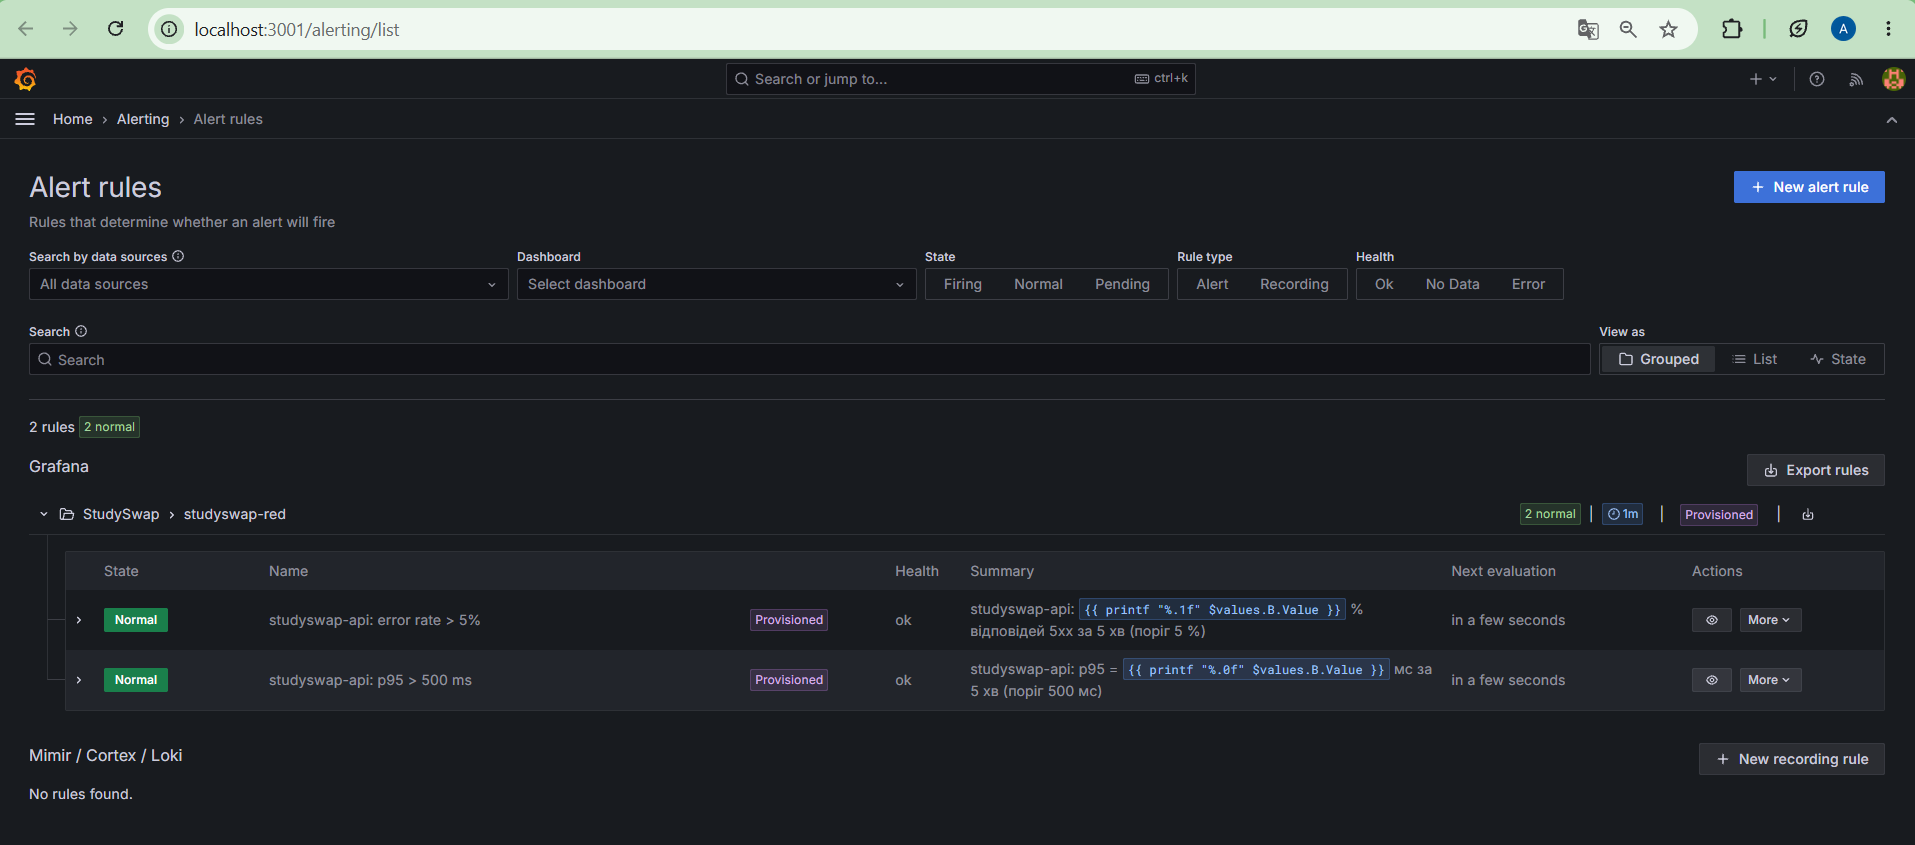 localhost:3001/alerting/list
A
Search or jump to... ctrl+k
Home › Alerting › Alert rules
Alert rules
New alert rule
Rules that determine whether an alert will fire
Search by data sources Dashboard State Rule type Health
All data sources Select dashboard Firing Normal Pending Alert Recording Ok No Data Error
Search View as
Search Grouped List State
2 rules 2 normal
Grafana
Export rules
StudySwap › studyswap-red 2 normal 1m Provisioned
State Name Health Summary Next evaluation Actions
Normal studyswap-api: error rate > 5% Provisioned ok studyswap-api: {{ printf "%.1f" $values.B.Value }} % in a few seconds More
відповідей 5xx за 5 хв (поріг 5 %)
Normal studyswap-api: p95 > 500 ms Provisioned ok studyswap-api: p95 = {{ printf "%.0f" $values.B.Value }} мс за in a few seconds More
5 хв (поріг 500 мс)
Mimir / Cortex / Loki
New recording rule
No rules found.